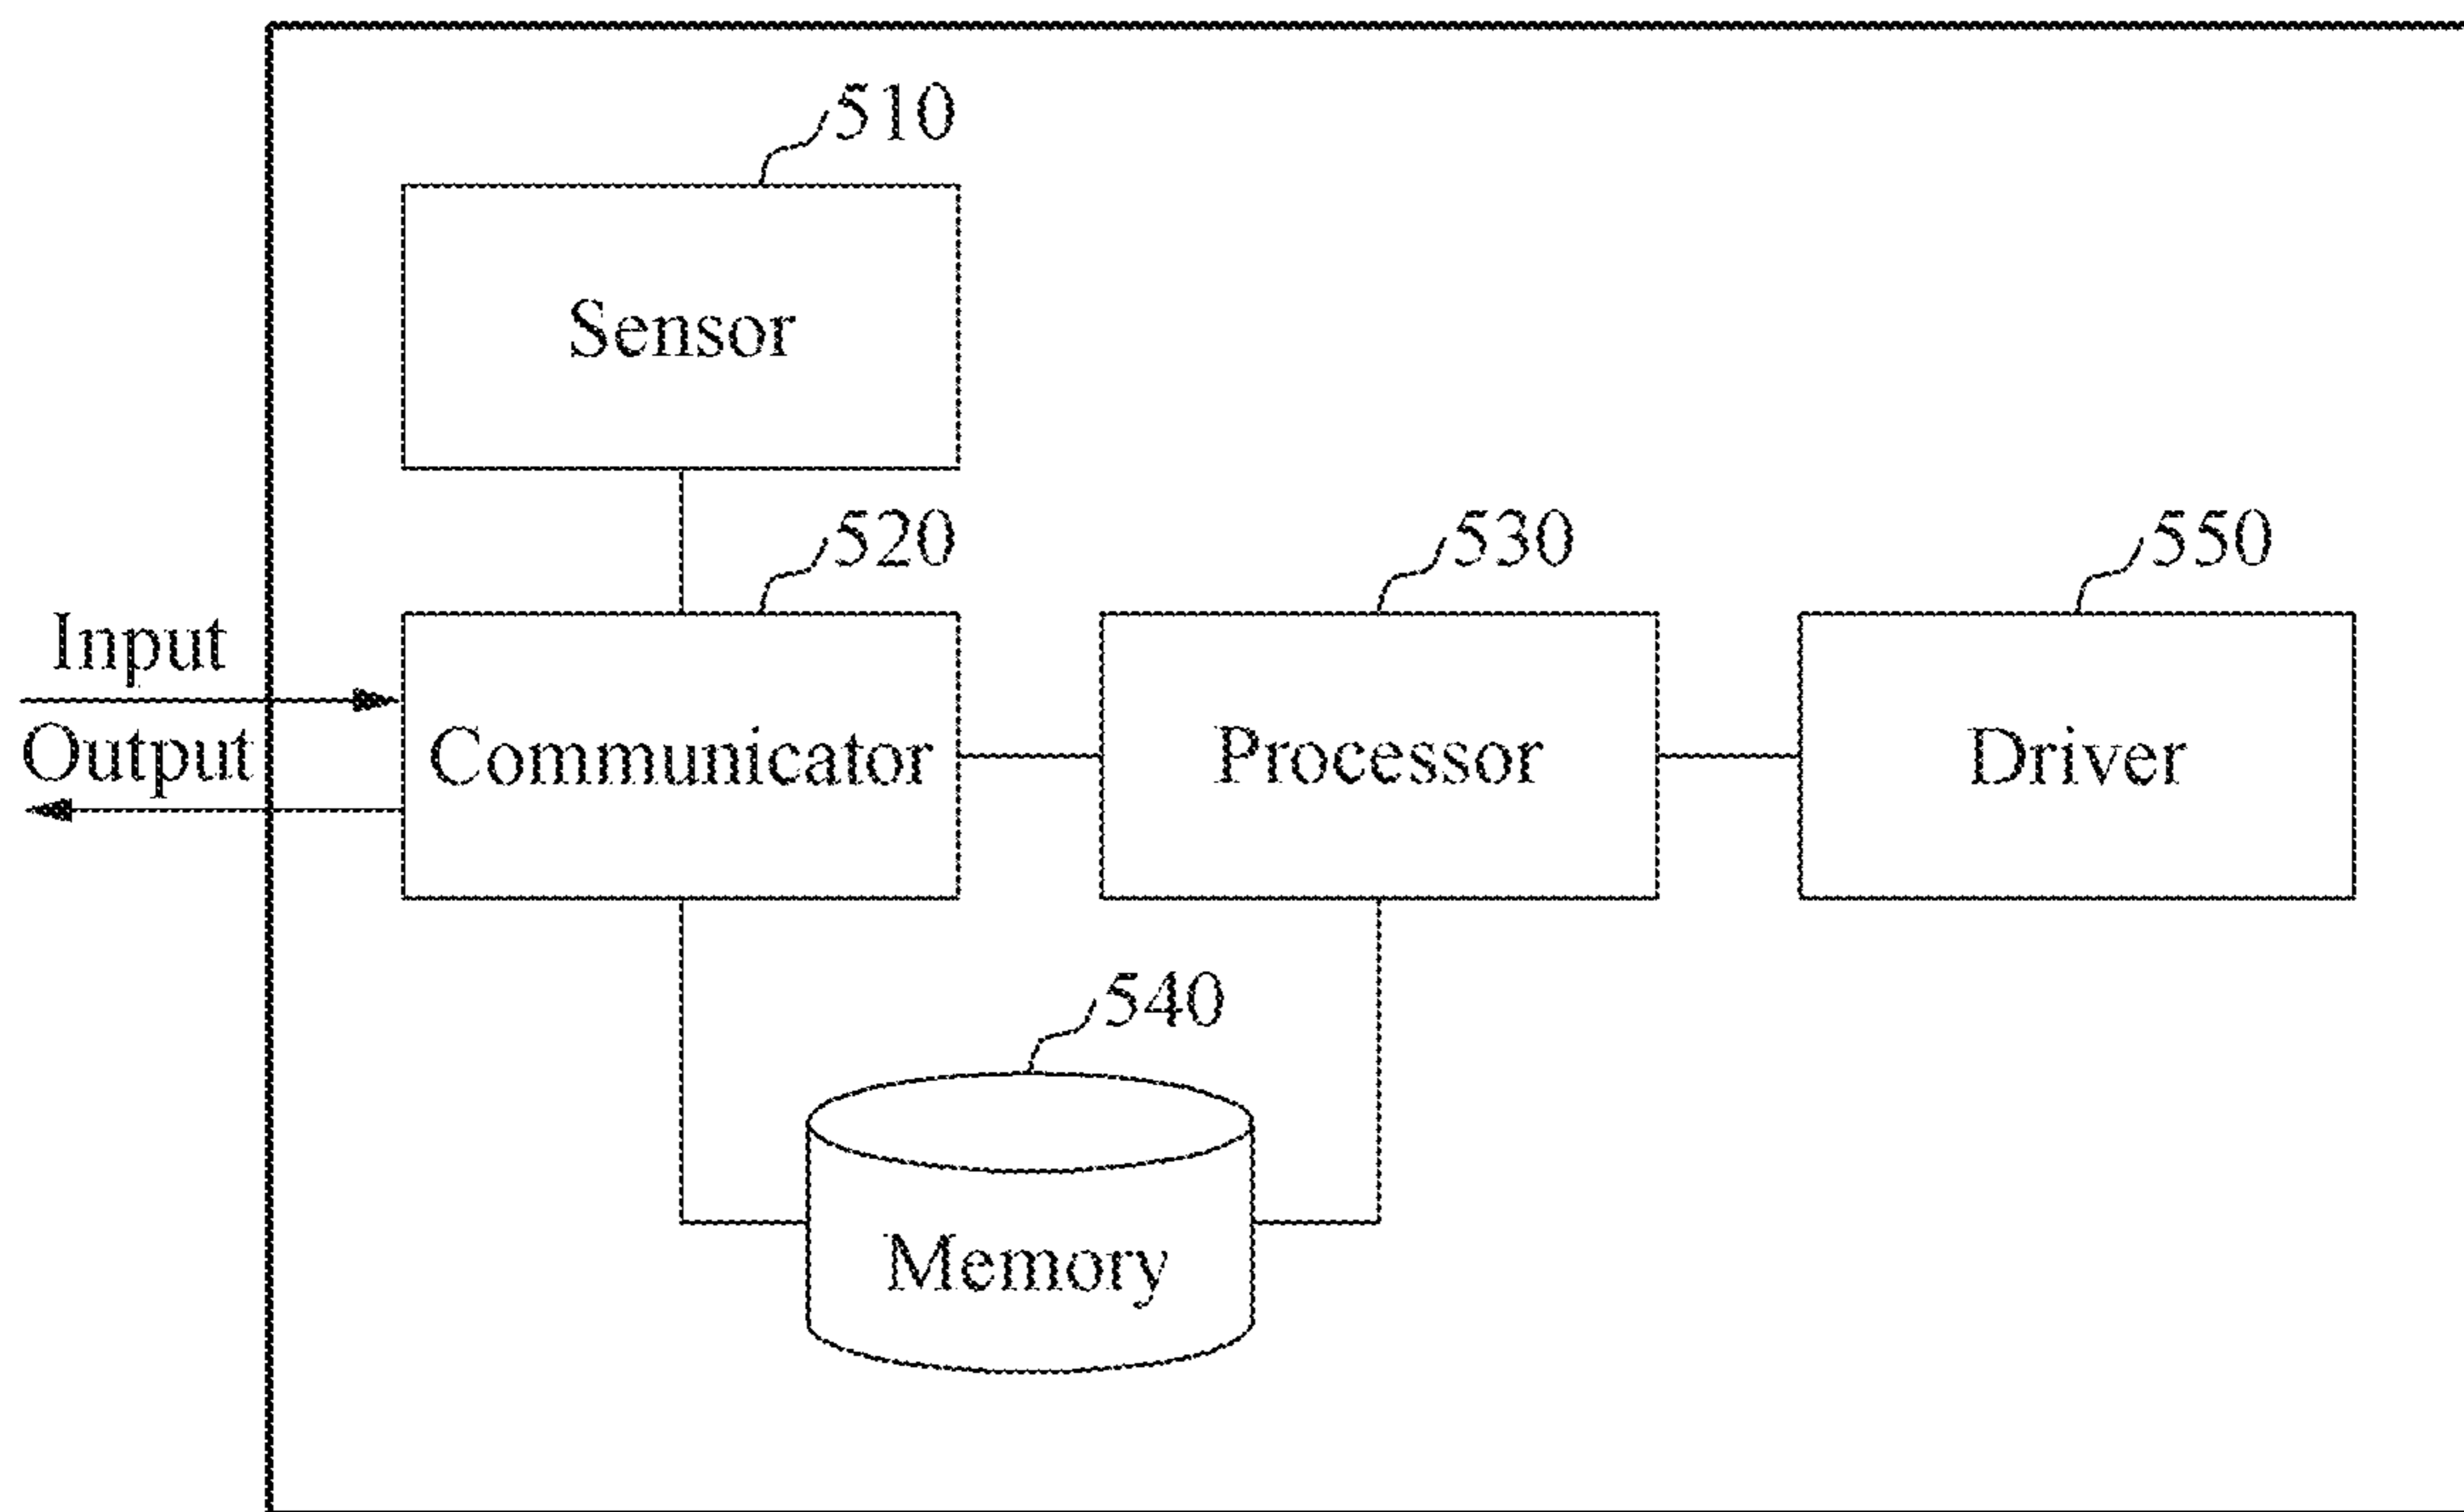 510
Sensor
520
530
550
Input
Output
Communicator
Processor
Driver
540
Memory